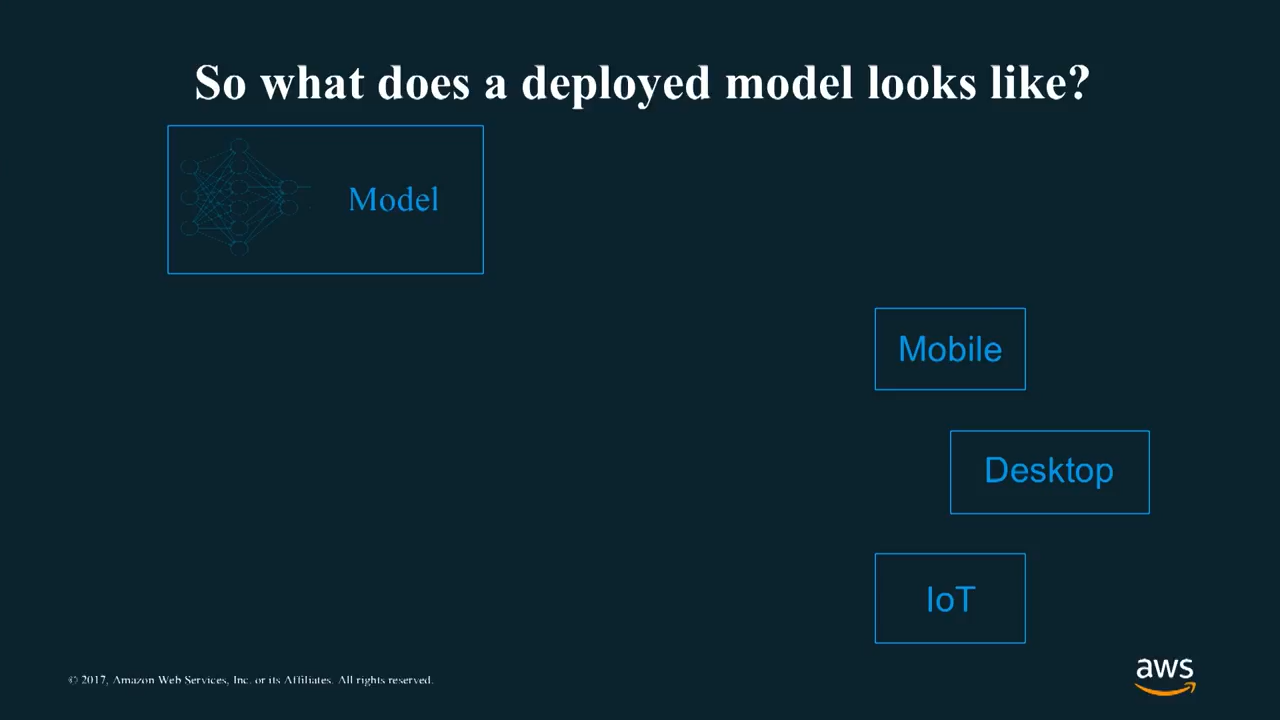 So what does a deployed model looks like?
Model
Mobile
Desktop
IoT
© 2017, Amazon Web Services, Inc. or its Affiliates. All rights reserved.
aws